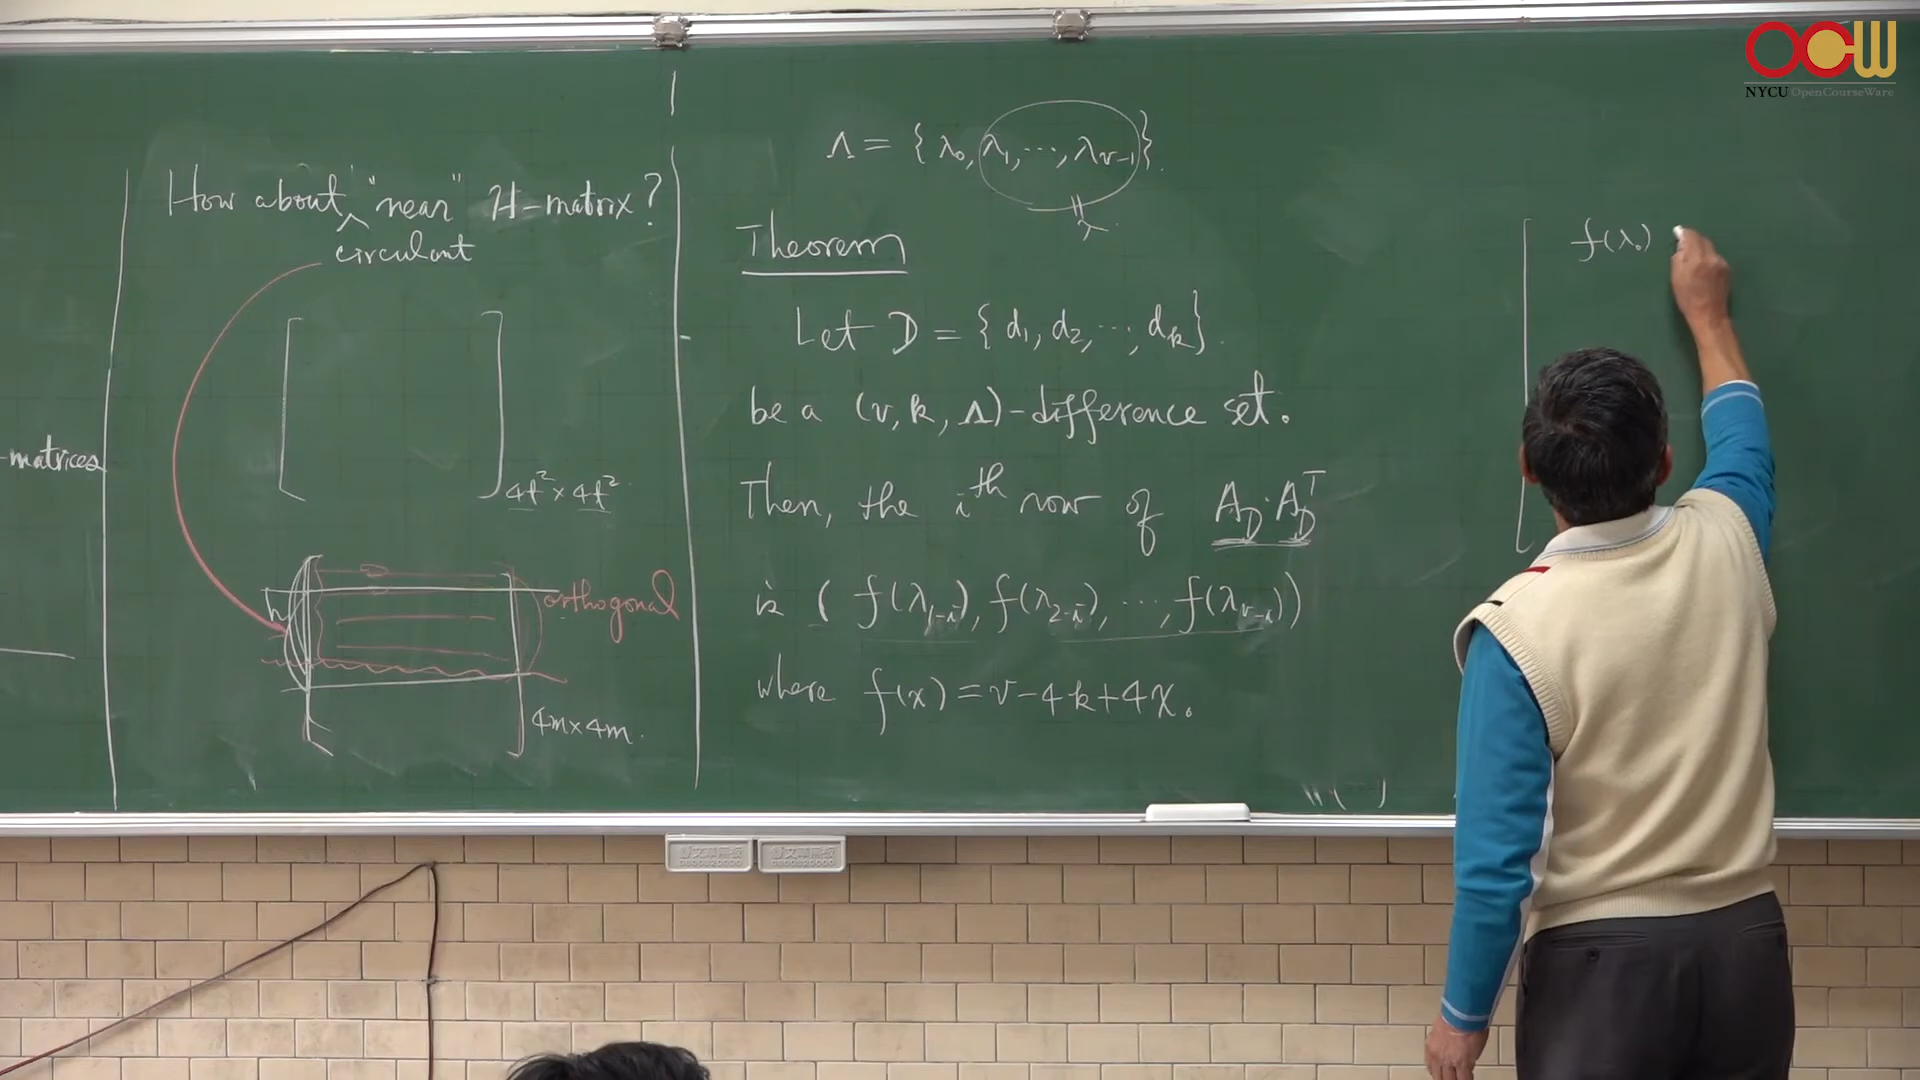 -matrices
How about "near" H-matrix?
circulant
4t² × 4t²
h
orthogonal
4m×4m.
Λ = { λ₀, λ₁, ..., λᵥ₋₁ }.
λ
Theorem
Let D = { d₁, d₂, ..., dₖ }.
be a (v, k, Λ)-difference set.
Then, the iᵗʰ row of A_D · A_Dᵀ
is ( f(λ₁₋ᵢ), f(λ₂₋ᵢ), ..., f(λᵥ₋ᵢ) )
where f(x) = v - 4k + 4x.
f(λ₀)
OCW
NYCU OpenCourseWare